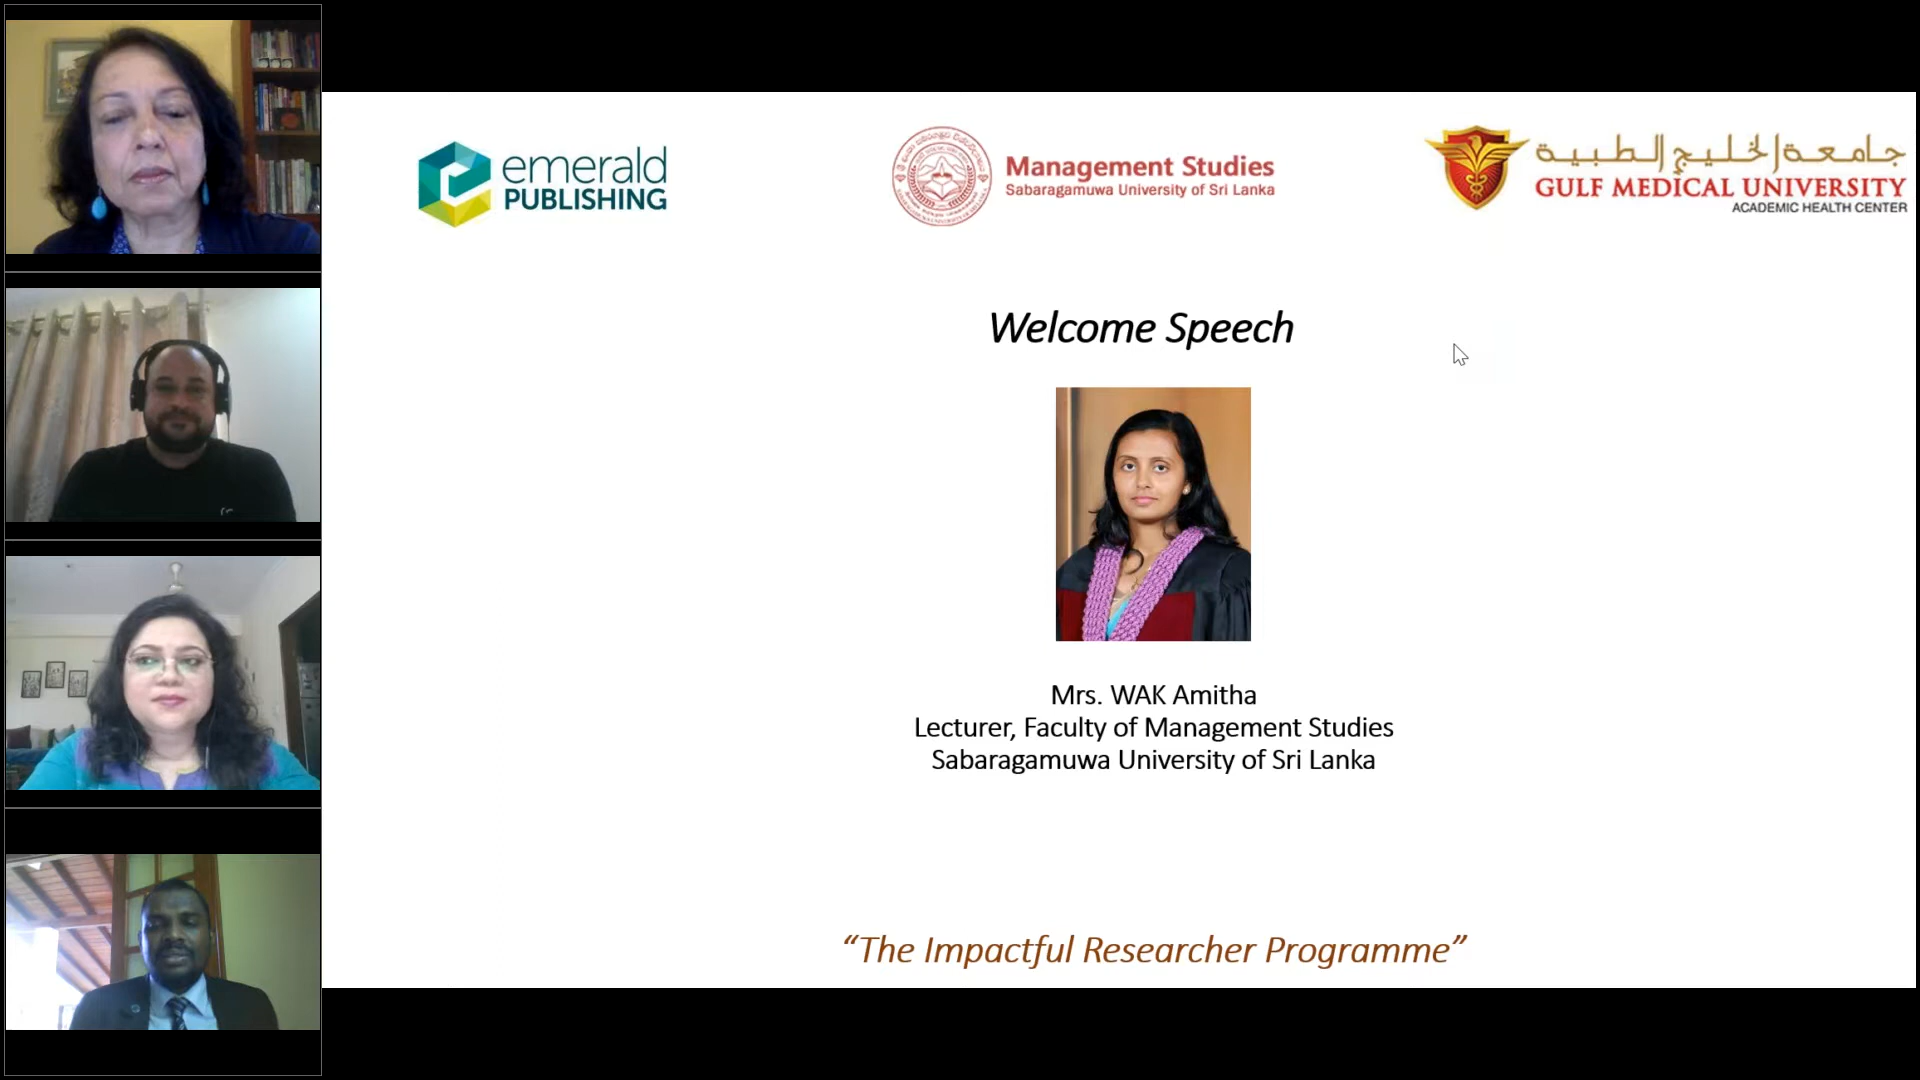 emerald
PUBLISHING
Management Studies
Sabaragamuwa University of Sri Lanka
جامعة الخليج الطبية
GULF MEDICAL UNIVERSITY
ACADEMIC HEALTH CENTER
Welcome Speech
Mrs. WAK Amitha
Lecturer, Faculty of Management Studies
Sabaragamuwa University of Sri Lanka
“The Impactful Researcher Programme”